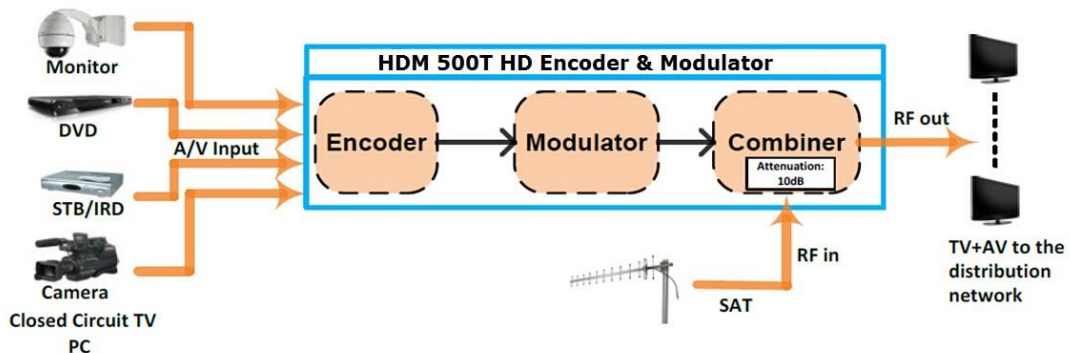 HDM 500T HD Encoder & Modulator
Monitor
DVD
A/V Input
STB/IRD
Camera
Closed Circuit TV
PC
Encoder
Modulator
Combiner
Attenuation:
10dB
RF out
RF in
SAT
TV+AV to the
distribution
network